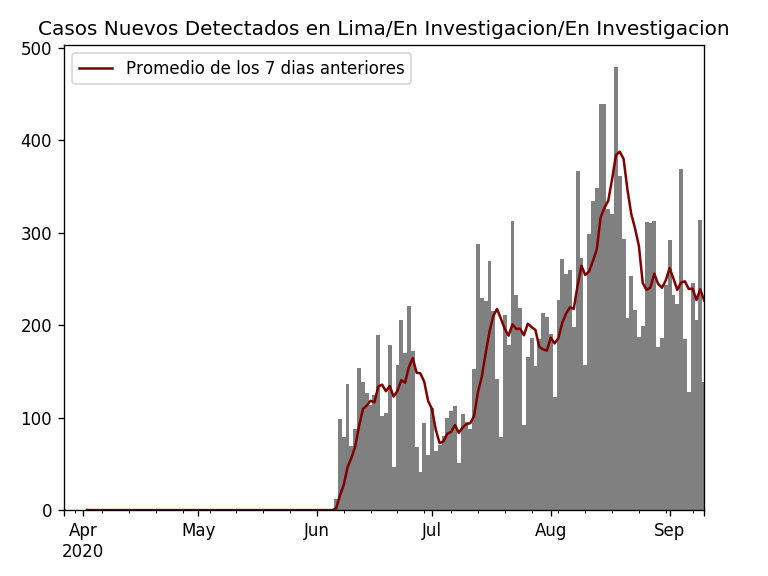 Casos Nuevos Detectados en Lima/En Investigacion/En Investigacion
Promedio de los 7 dias anteriores
500
400
300
200
100
0
Apr May Jun Jul Aug Sep
2020